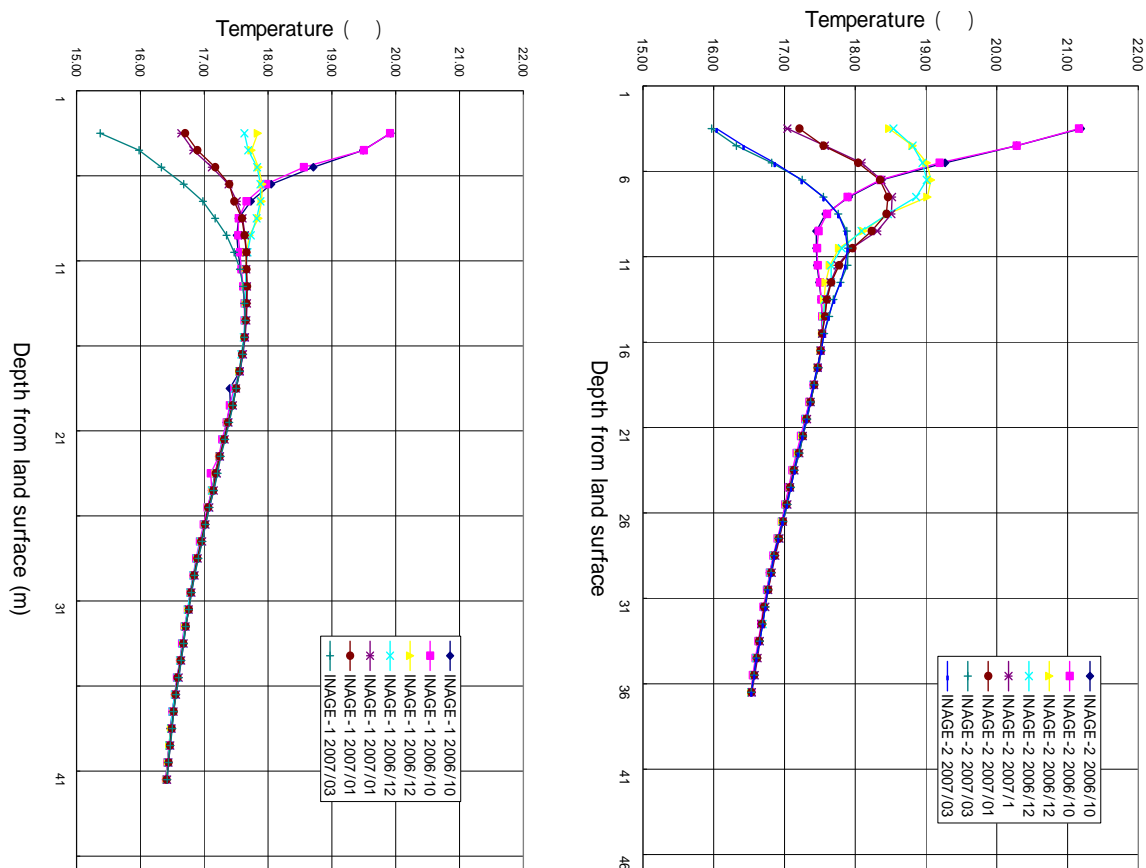 Temperature ( )
15.00
16.00
17.00
18.00
19.00
20.00
21.00
22.00
1
11
21
31
41
Depth from land surface (m)
INAGE-1 2006/10
INAGE-1 2006/10
INAGE-1 2006/12
INAGE-1 2006/12
INAGE-1 2007/01
INAGE-1 2007/01
INAGE-1 2007/03
Temperature ( )
15.00
16.00
17.00
18.00
19.00
20.00
21.00
22.00
1
6
11
16
21
26
31
36
41
46
Depth from land surface
INAGE-2 2006/10
INAGE-2 2006/10
INAGE-2 2006/12
INAGE-2 2006/12
INAGE-2 2007/1
INAGE-2 2007/01
INAGE-2 2007/03
INAGE-2 2007/03